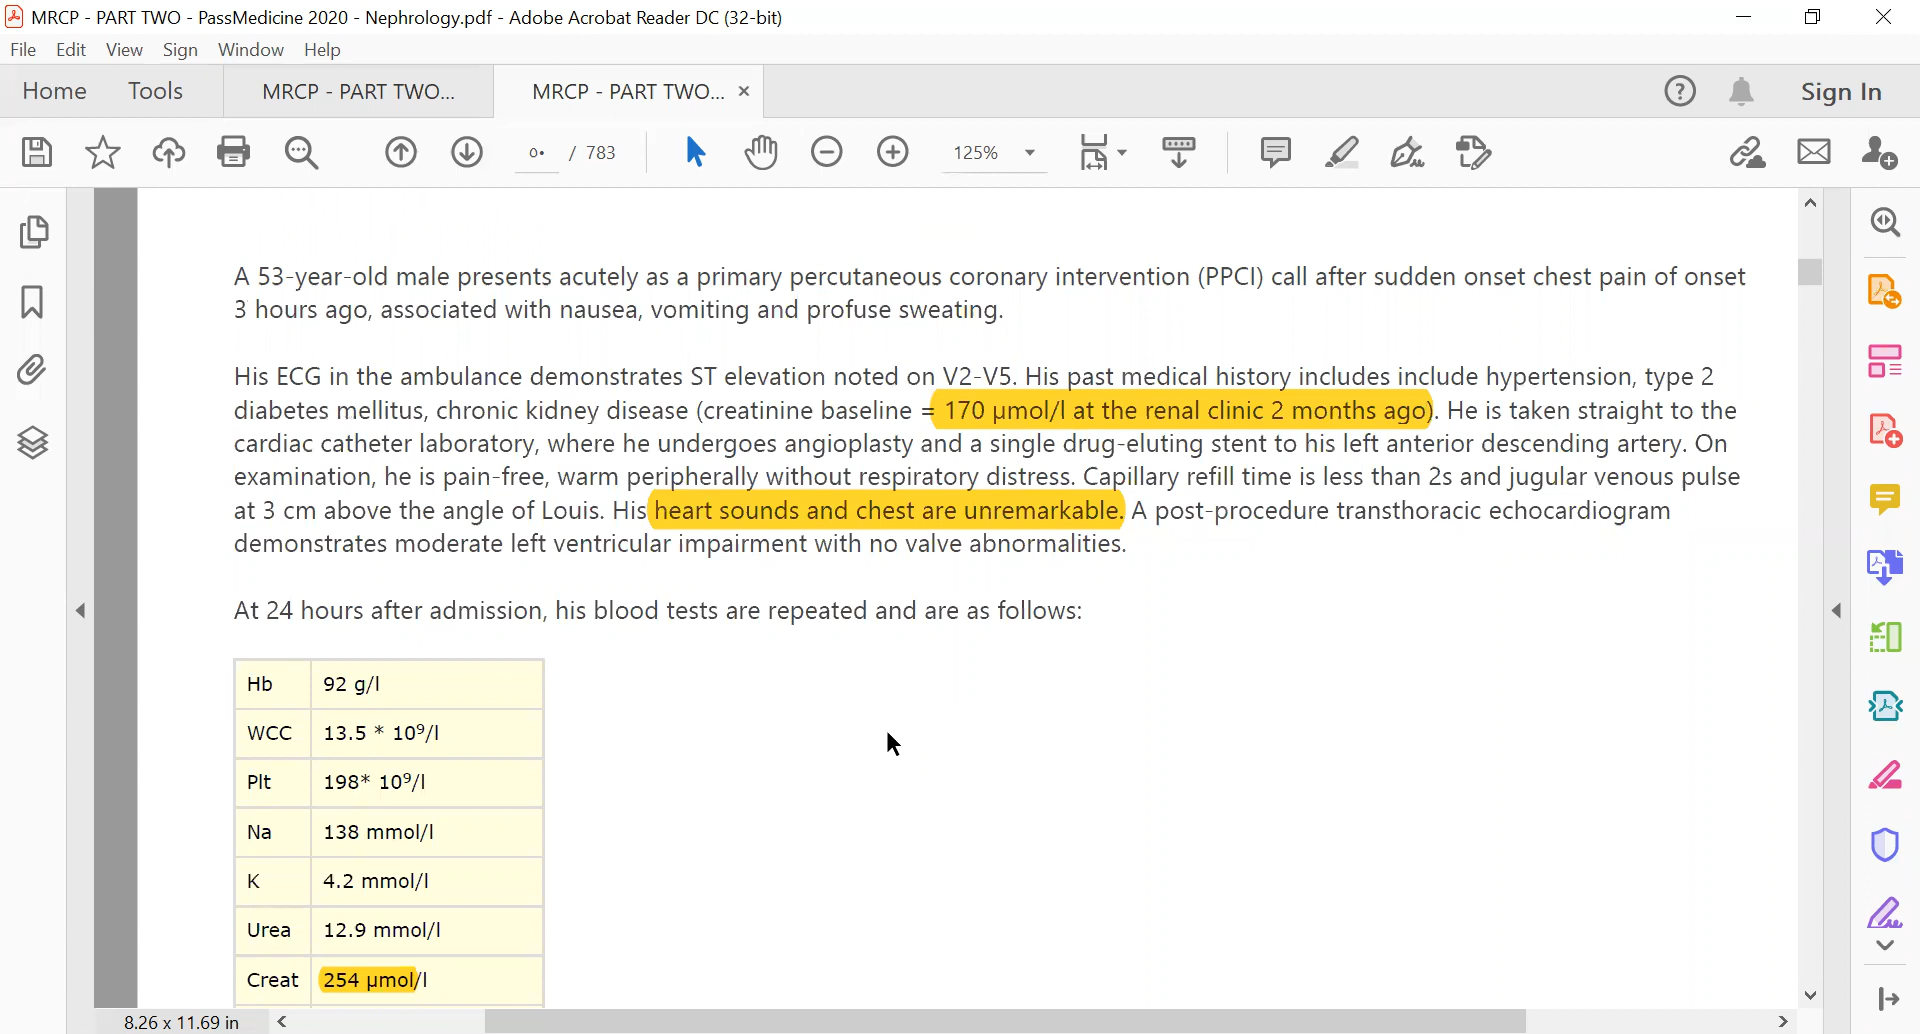 MRCP - PART TWO - PassMedicine 2020 - Nephrology.pdf - Adobe Acrobat Reader DC (32-bit)
File Edit View Sign Window Help
Home Tools MRCP - PART TWO... MRCP - PART TWO... × Sign In
/ 783 125%
A 53-year-old male presents acutely as a primary percutaneous coronary intervention (PPCI) call after sudden onset chest pain of onset
3 hours ago, associated with nausea, vomiting and profuse sweating.
His ECG in the ambulance demonstrates ST elevation noted on V2-V5. His past medical history includes include hypertension, type 2
diabetes mellitus, chronic kidney disease (creatinine baseline = 170 µmol/l at the renal clinic 2 months ago). He is taken straight to the
cardiac catheter laboratory, where he undergoes angioplasty and a single drug-eluting stent to his left anterior descending artery. On
examination, he is pain-free, warm peripherally without respiratory distress. Capillary refill time is less than 2s and jugular venous pulse
at 3 cm above the angle of Louis. His heart sounds and chest are unremarkable. A post-procedure transthoracic echocardiogram
demonstrates moderate left ventricular impairment with no valve abnormalities.
At 24 hours after admission, his blood tests are repeated and are as follows:
Hb 92 g/l
WCC 13.5 * 10⁹/l
Plt 198* 10⁹/l
Na 138 mmol/l
K 4.2 mmol/l
Urea 12.9 mmol/l
Creat 254 µmol/l
8.26 x 11.69 in